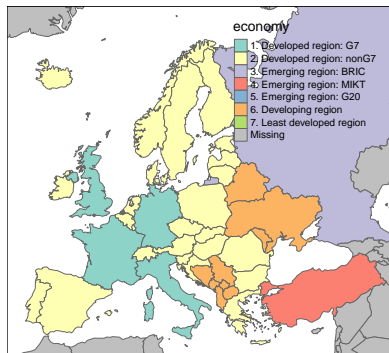 economy
1. Developed region: G7
2. Developed region: nonG7
3. Emerging region: BRIC
4. Emerging region: MIKT
5. Emerging region: G20
6. Developing region
7. Least developed region
Missing